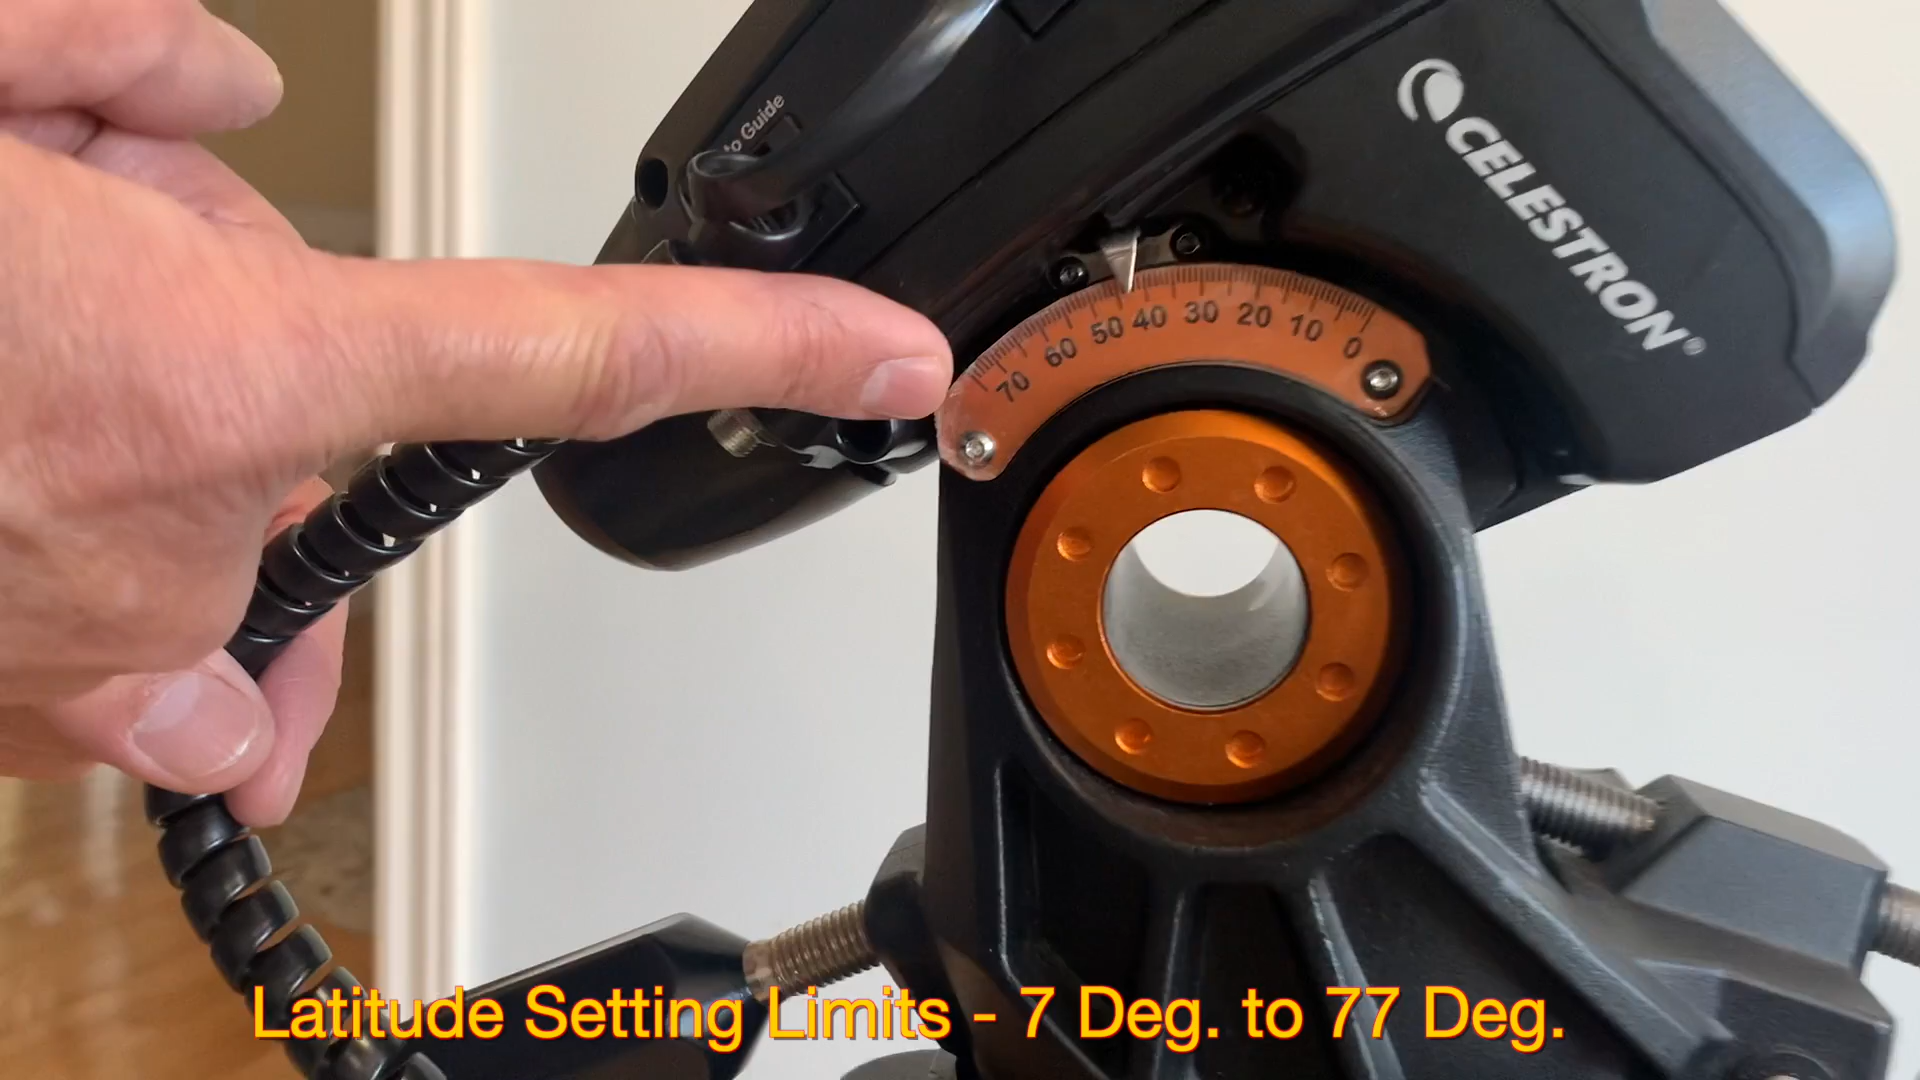 to Guide
CELESTRON®
70 60 50 40 30 20 10 0
Latitude Setting Limits - 7 Deg. to 77 Deg.